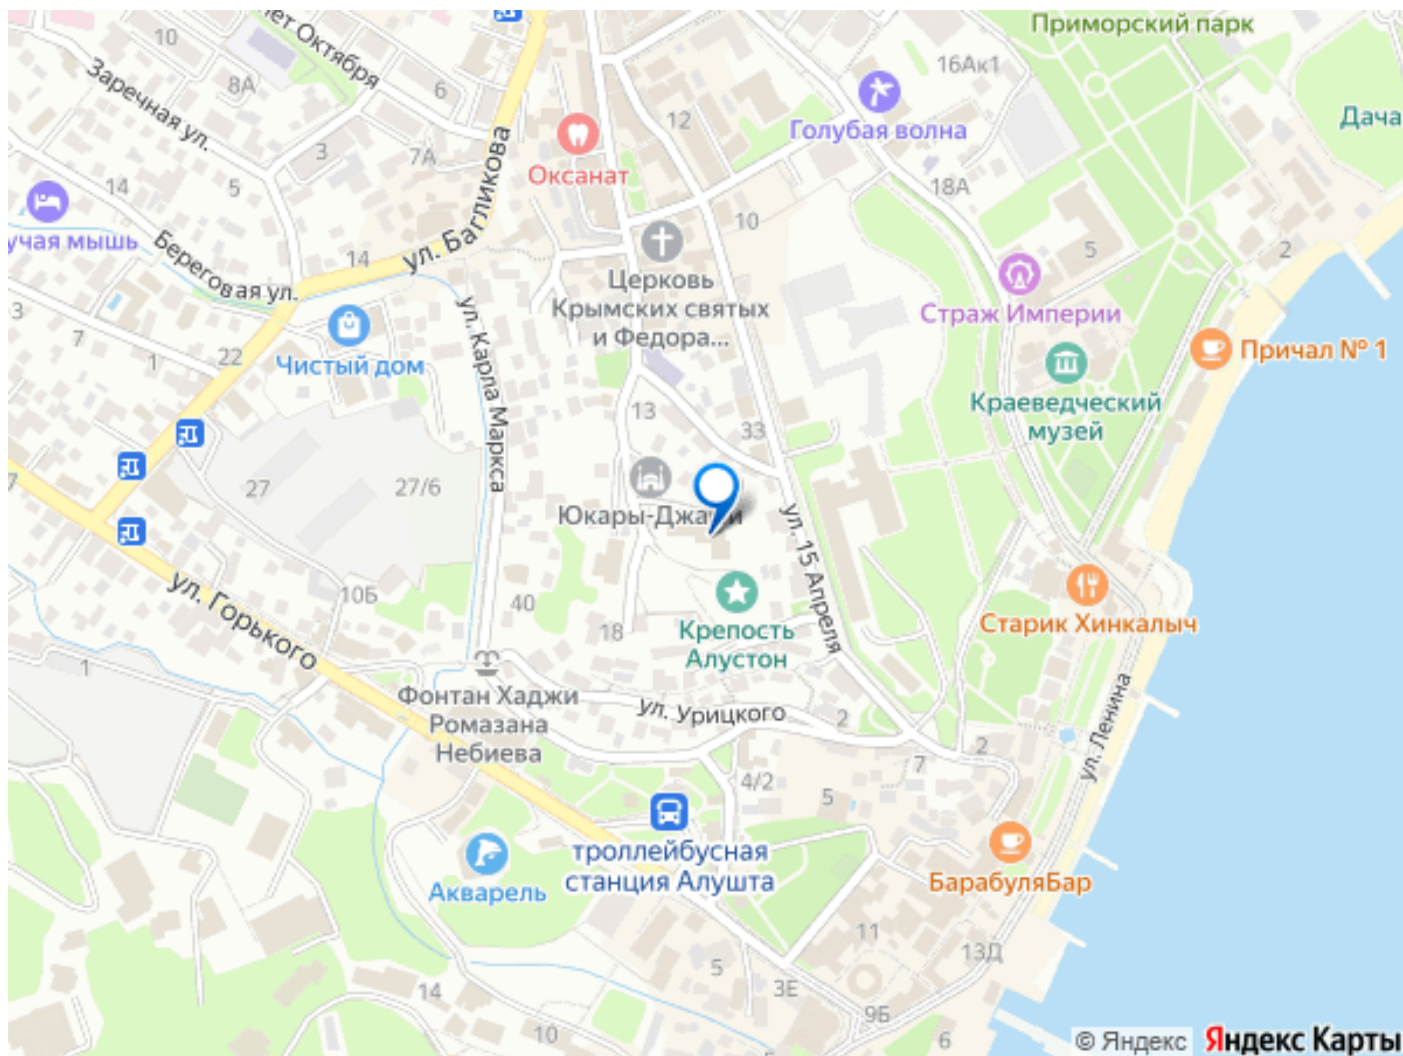 Приморский парк
лет Октября
10
16Ак1
Заречная ул.
8А
6
12
Голубая волна
Дача
ул. Багликова
3
7А
Оксанат
14
5
18А
10
учая мышь
Береговая ул.
14
Церковь
Крымских святых
и Федора...
5
2
Страж Империи
3
7
1
22
Чистый дом
ул. Карла Маркса
Причал № 1
Краеведческий
музей
13
33
27
27/6
7
Юкары-Джами
ул. 15 Апреля
ул. Горького
10Б
40
18
Крепость
Алустон
Старик Хинкалыч
1
Фонтан Хаджи
Ромазана
Небиева
ул. Урицкого
2
2
7
ул. Ленина
4/2
5
троллейбусная
станция Алушта
Акварель
БарабуляБар
11
13Д
5
3Е
14
9Б
10
6
© Яндекс Яндекс Карты